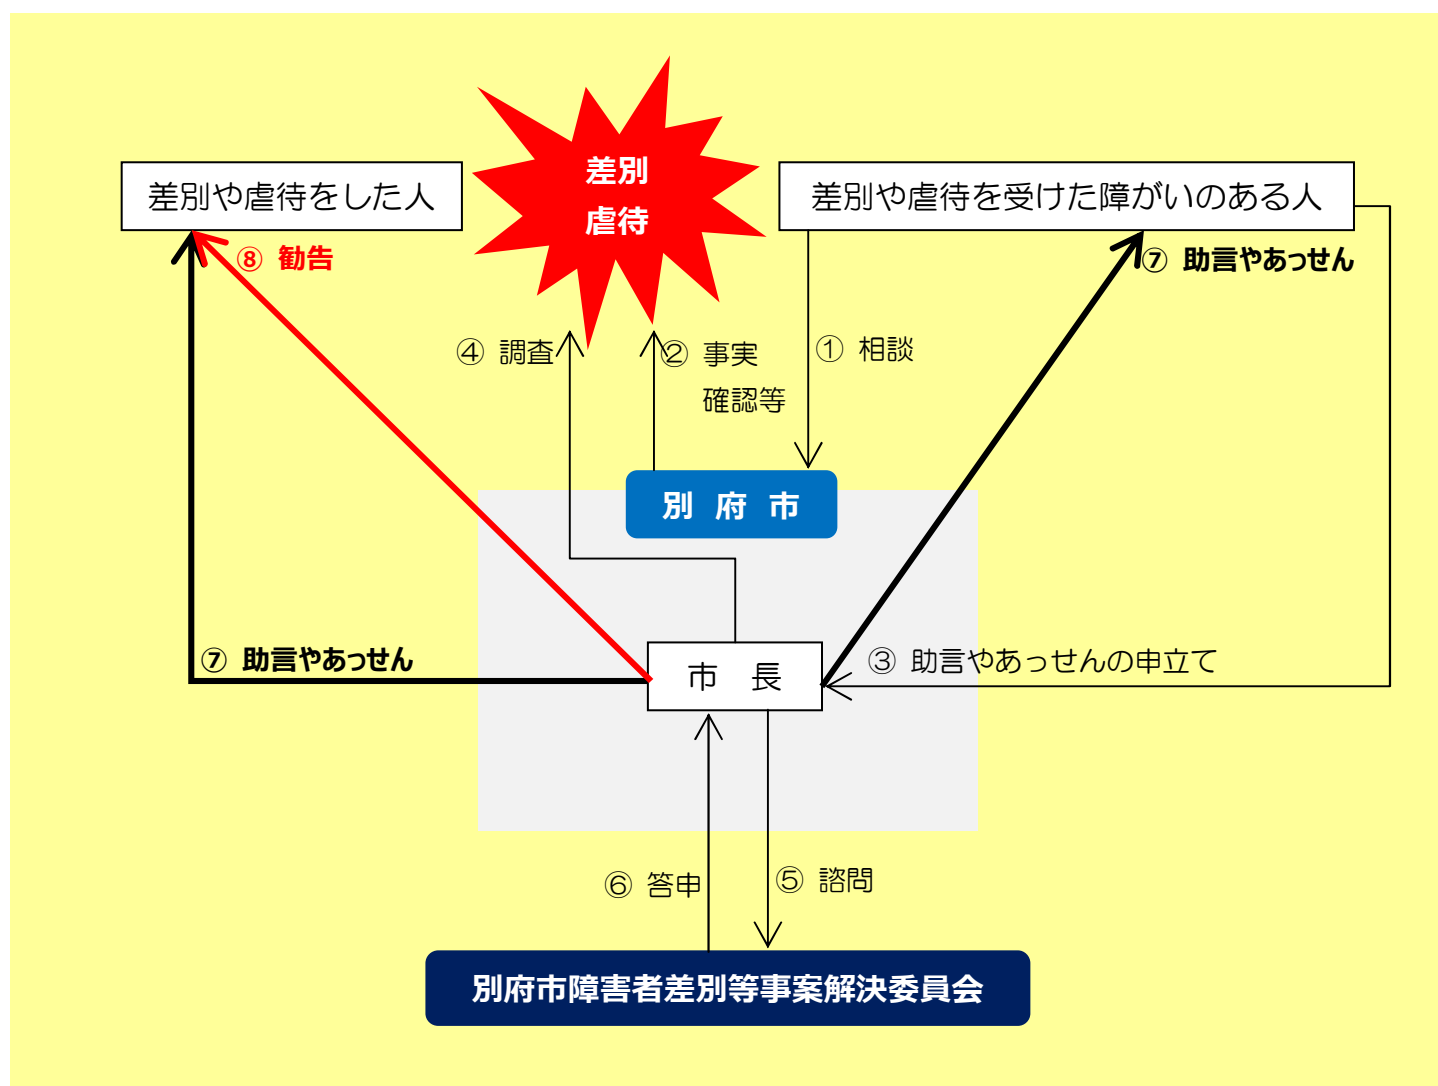 差別
虐待
差別や虐待をした人
差別や虐待を受けた障がいのある人
⑧ 勧告
⑦ 助言やあっせん
④ 調査
② 事実
確認等
① 相談
別 府 市
⑦ 助言やあっせん
市 長
③ 助言やあっせんの申立て
⑥ 答申
⑤ 諮問
別府市障害者差別等事案解決委員会